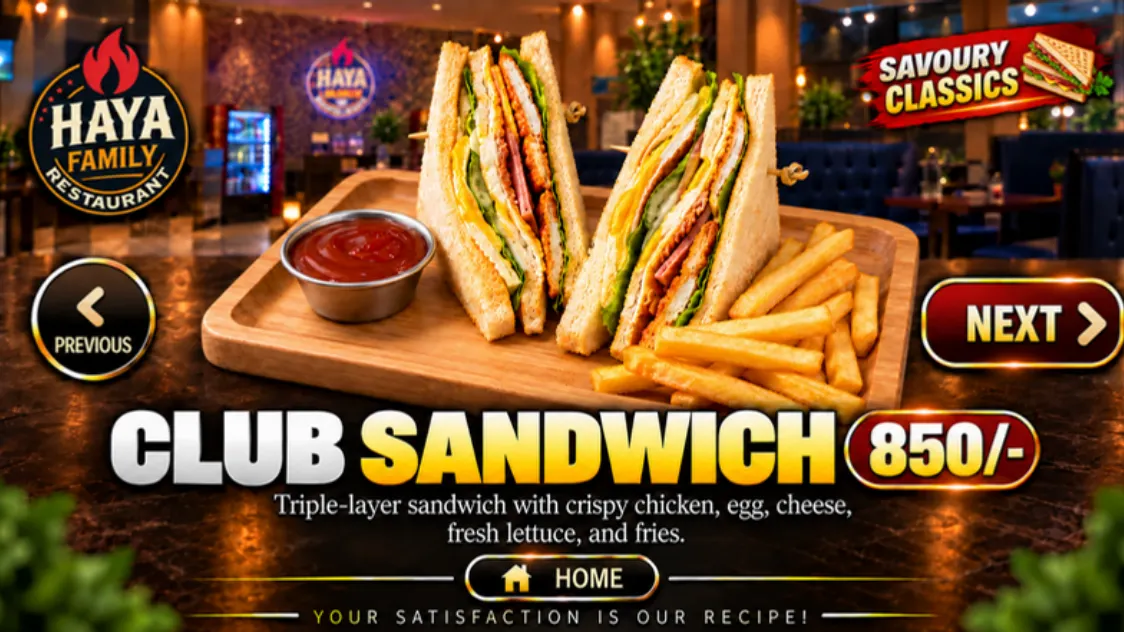 HAYA
FAMILY
RESTAURANT
HAYA
SAVOURY
CLASSICS
PREVIOUS
NEXT
CLUB SANDWICH 850/-
Triple-layer sandwich with crispy chicken, egg, cheese,
fresh lettuce, and fries.
HOME
YOUR SATISFACTION IS OUR RECIPE!